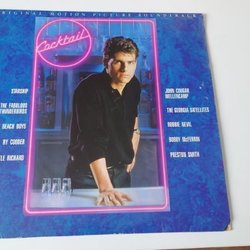 ORIGINAL MOTION PICTURE SOUNDTRACK
Cocktail
STARSHIP
THE FABULOUS
THUNDERBIRDS
BEACH BOYS
RY COODER
LE RICHARD
JOHN COUGAR
MELLENCAMP
THE GEORGIA SATELLITES
ROBBIE NEVIL
BOBBY McFERRIN
PRESTON SMITH